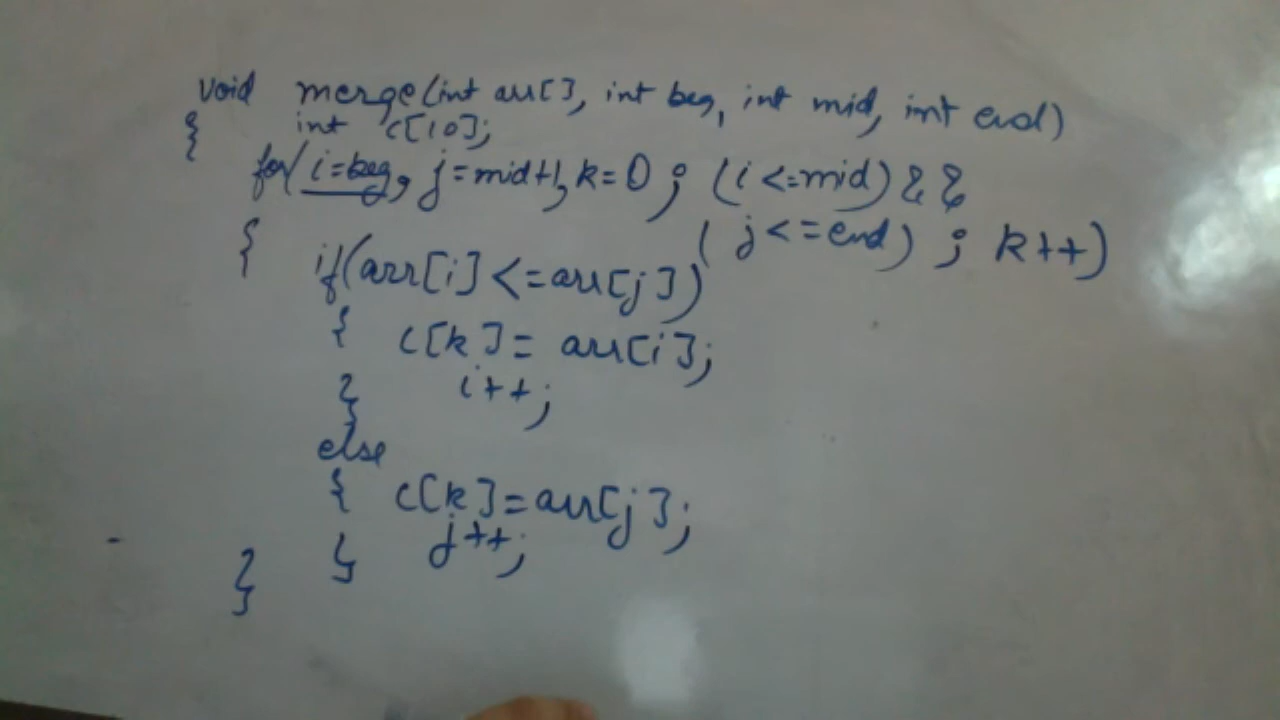 void merge(int arr[], int beg, int mid, int end)
{ int c[10];
for(i=beg, j=mid+1, k=0; (i<=mid)&&
(j<=end); k++)
{ if(arr[i]<=arr[j])
{ c[k]= arr[i];
} i++;
else
{ c[k]=arr[j];
} j++;
}